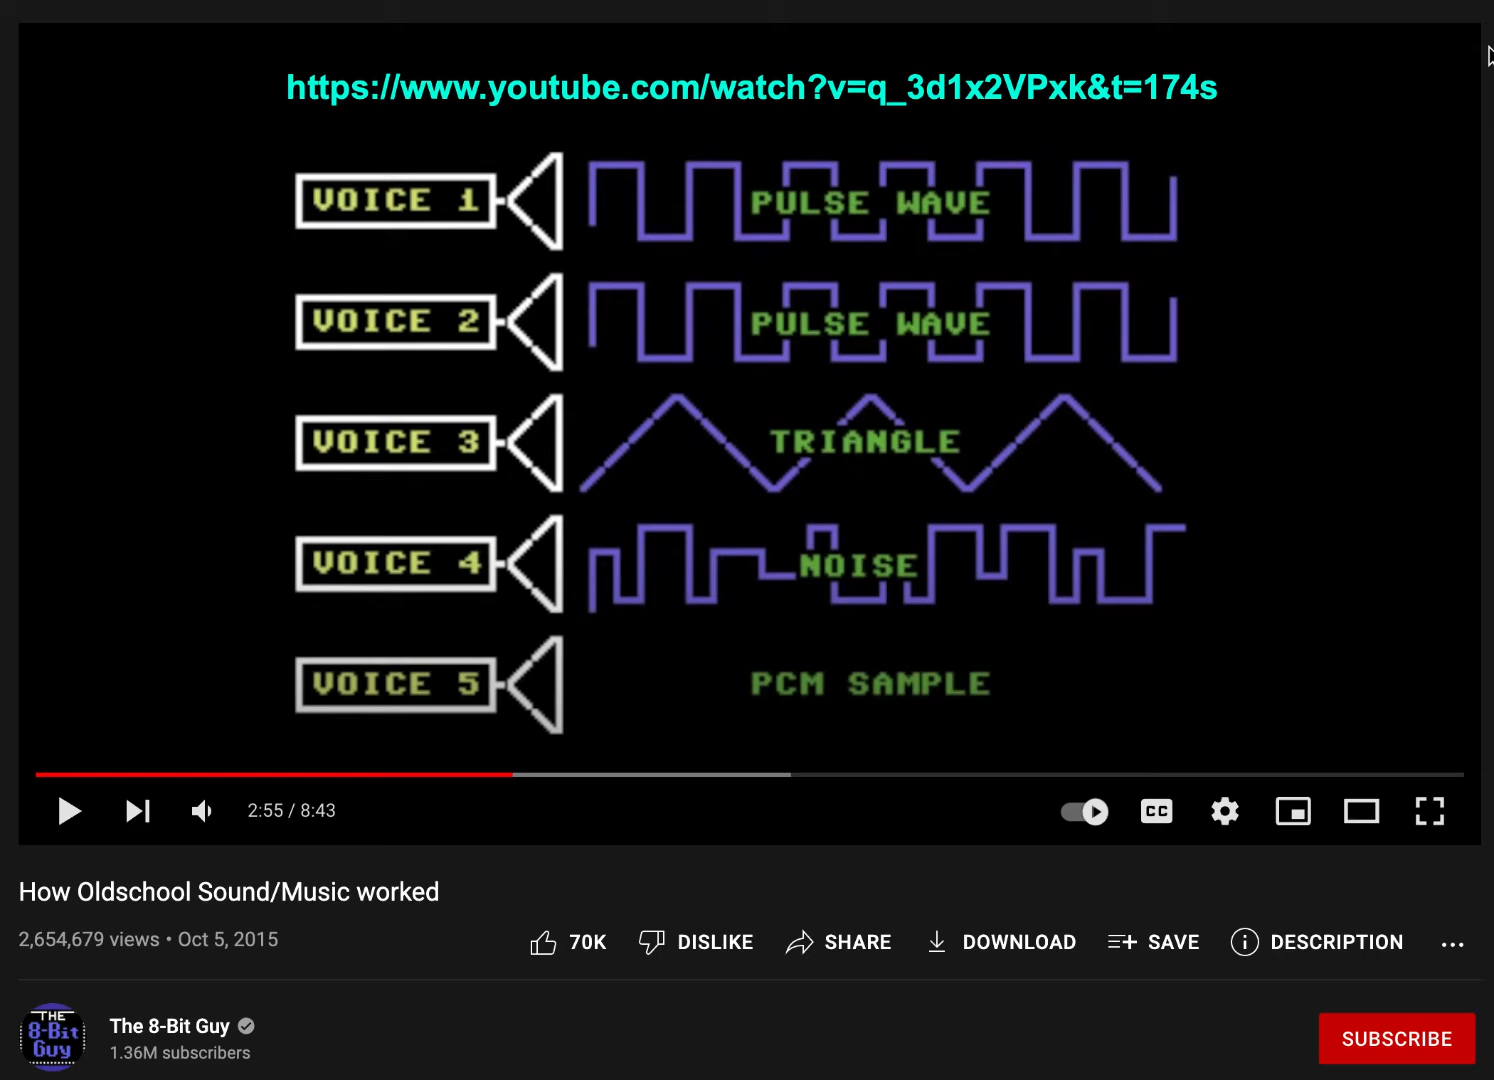 https://www.youtube.com/watch?v=q_3d1x2VPxk&t=174s
VOICE 1
PULSE WAVE
VOICE 2
PULSE WAVE
VOICE 3
TRIANGLE
VOICE 4
NOISE
VOICE 5
PCM SAMPLE
2:55 / 8:43
CC
How Oldschool Sound/Music worked
2,654,679 views • Oct 5, 2015
70K
DISLIKE
SHARE
DOWNLOAD
SAVE
DESCRIPTION
THE
8-Bit
Guy
The 8-Bit Guy
1.36M subscribers
SUBSCRIBE